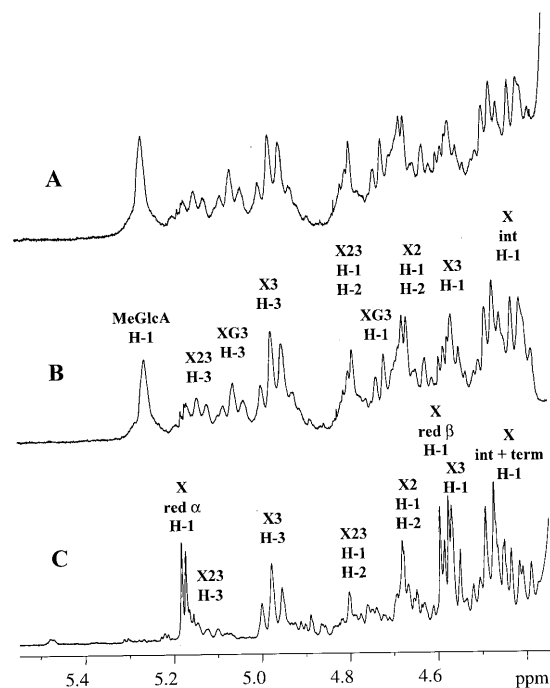 A
X
int
H-1
X23
H-1
H-2
X2
H-1
H-2
X3
H-1
X3
H-3
MeGlcA
H-1
XG3
H-3
XG3
H-1
X23
H-3
B
X
red β
H-1
X
int + term
H-1
X3
H-1
X
red α
H-1
X2
H-1
H-2
X3
H-3
X23
H-1
H-2
X23
H-3
C
5.4 5.2 5.0 4.8 4.6 ppm